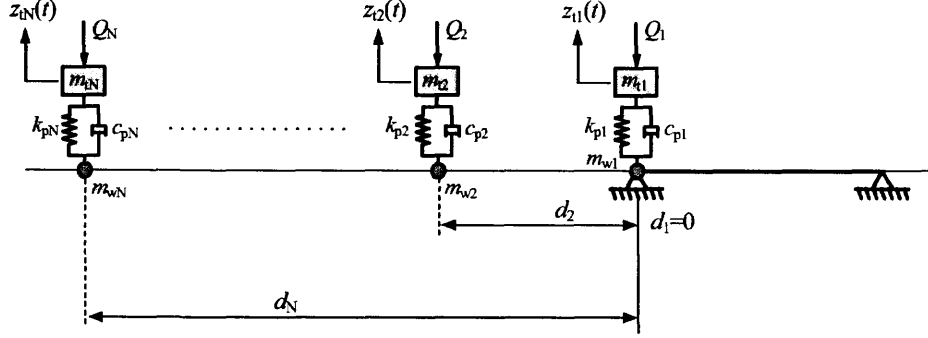 z_tN(t) z_t2(t) z_t1(t)
Q_N Q_2 Q_1
m_tN m_t2 m_t1
k_pN c_pN k_p2 c_p2 k_p1 c_p1
m_w1
m_wN m_w2
d_2 d_1=0
d_N